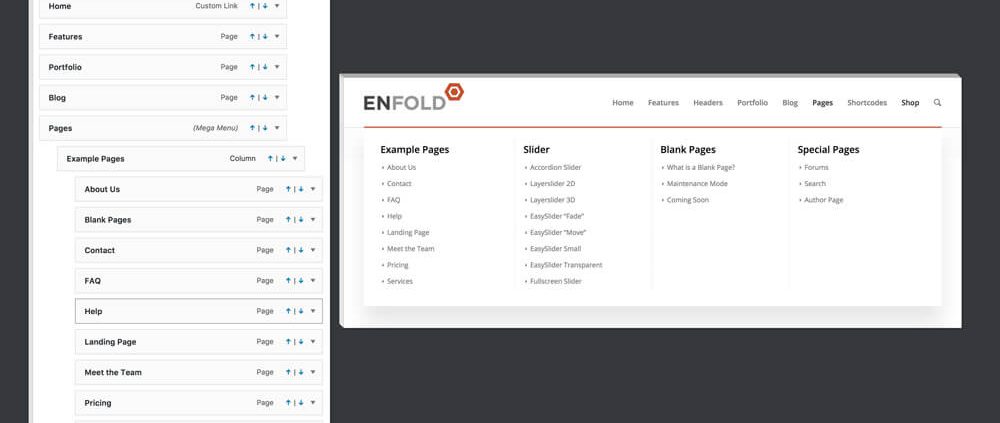 Home Custom Link
Features Page
Portfolio Page
Blog Page
Pages (Mega Menu)
Example Pages Column
About Us Page
Blank Pages Page
Contact Page
FAQ Page
Help Page
Landing Page Page
Meet the Team Page
Pricing Page
ENFOLD
Home Features Headers Portfolio Blog Pages Shortcodes Shop
Example Pages
About Us
Contact
FAQ
Help
Landing Page
Meet the Team
Pricing
Services
Slider
Accordion Slider
Layerslider 2D
Layerslider 3D
EasySlider "Fade"
EasySlider "Move"
EasySlider Small
EasySlider Transparent
Fullscreen Slider
Blank Pages
What is a Blank Page?
Maintenance Mode
Coming Soon
Special Pages
Forums
Search
Author Page